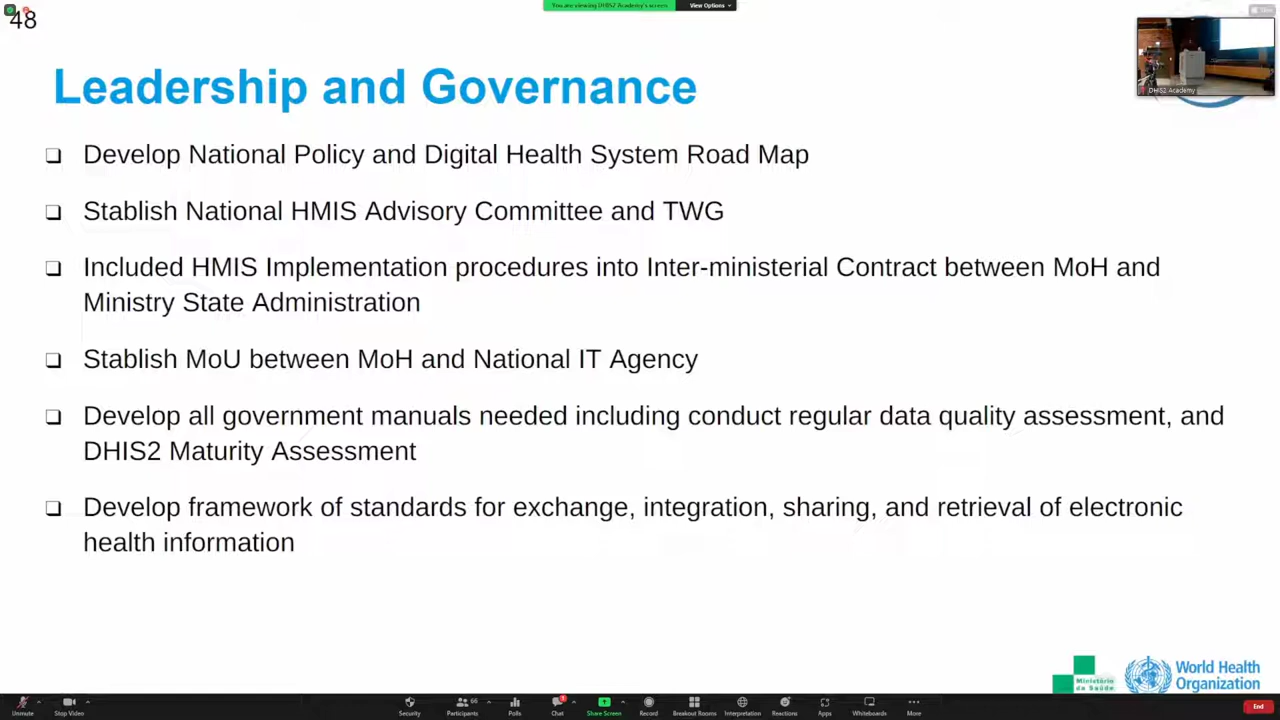 You are viewing DHIS2 Academy's screen
View Options
48
Leadership and Governance
DHIS2 Academy
❑ Develop National Policy and Digital Health System Road Map
❑ Stablish National HMIS Advisory Committee and TWG
❑ Included HMIS Implementation procedures into Inter-ministerial Contract between MoH and
Ministry State Administration
❑ Stablish MoU between MoH and National IT Agency
❑ Develop all government manuals needed including conduct regular data quality assessment, and
DHIS2 Maturity Assessment
❑ Develop framework of standards for exchange, integration, sharing, and retrieval of electronic
health information
Ministério
da Saúde
World Health
Organization
Unmute
Stop Video
Security
Participants
66
Polls
Chat
Share Screen
Record
Breakout Rooms
Interpretation
Reactions
Apps
Whiteboards
More
End